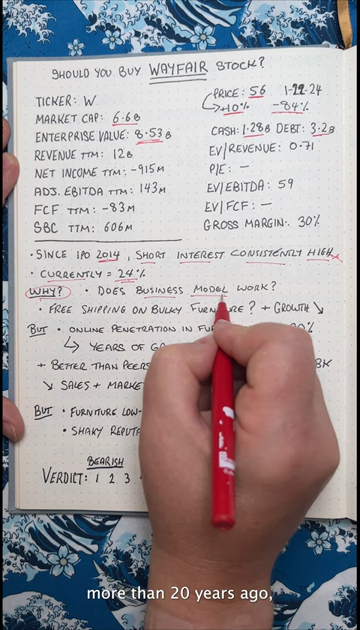 SHOULD YOU BUY WAYFAIR STOCK?
TICKER: W
MARKET CAP: 6.6B
ENTERPRISE VALUE: 8.53B
REVENUE TTM: 12B
NET INCOME TTM: -915M
ADJ. EBITDA TTM: 143M
FCF TTM: -83M
SBC TTM: 606M
PRICE: 56 1-22-24
+10% -84%
CASH: 1.28B DEBT: 3.2B
EV/REVENUE: 0.71
P/E: —
EV/EBITDA: 59
EV/FCF: —
GROSS MARGIN: 30%
• SINCE IPO 2014, SHORT INTEREST CONSISTENTLY HIGH
• CURRENTLY = 24%
WHY? • DOES BUSINESS MODEL WORK?
• FREE SHIPPING ON BULKY FURNITURE? + GROWTH ↘
BUT • ONLINE PENETRATION IN 0%
↳ YEARS OF
+ BETTER THAN PEERS
↘ SALES + MARKE
BUT • FURNITURE LOW-
• SHAKY
BEARISH
VERDICT: 1 2 3
more than 20 years ago,